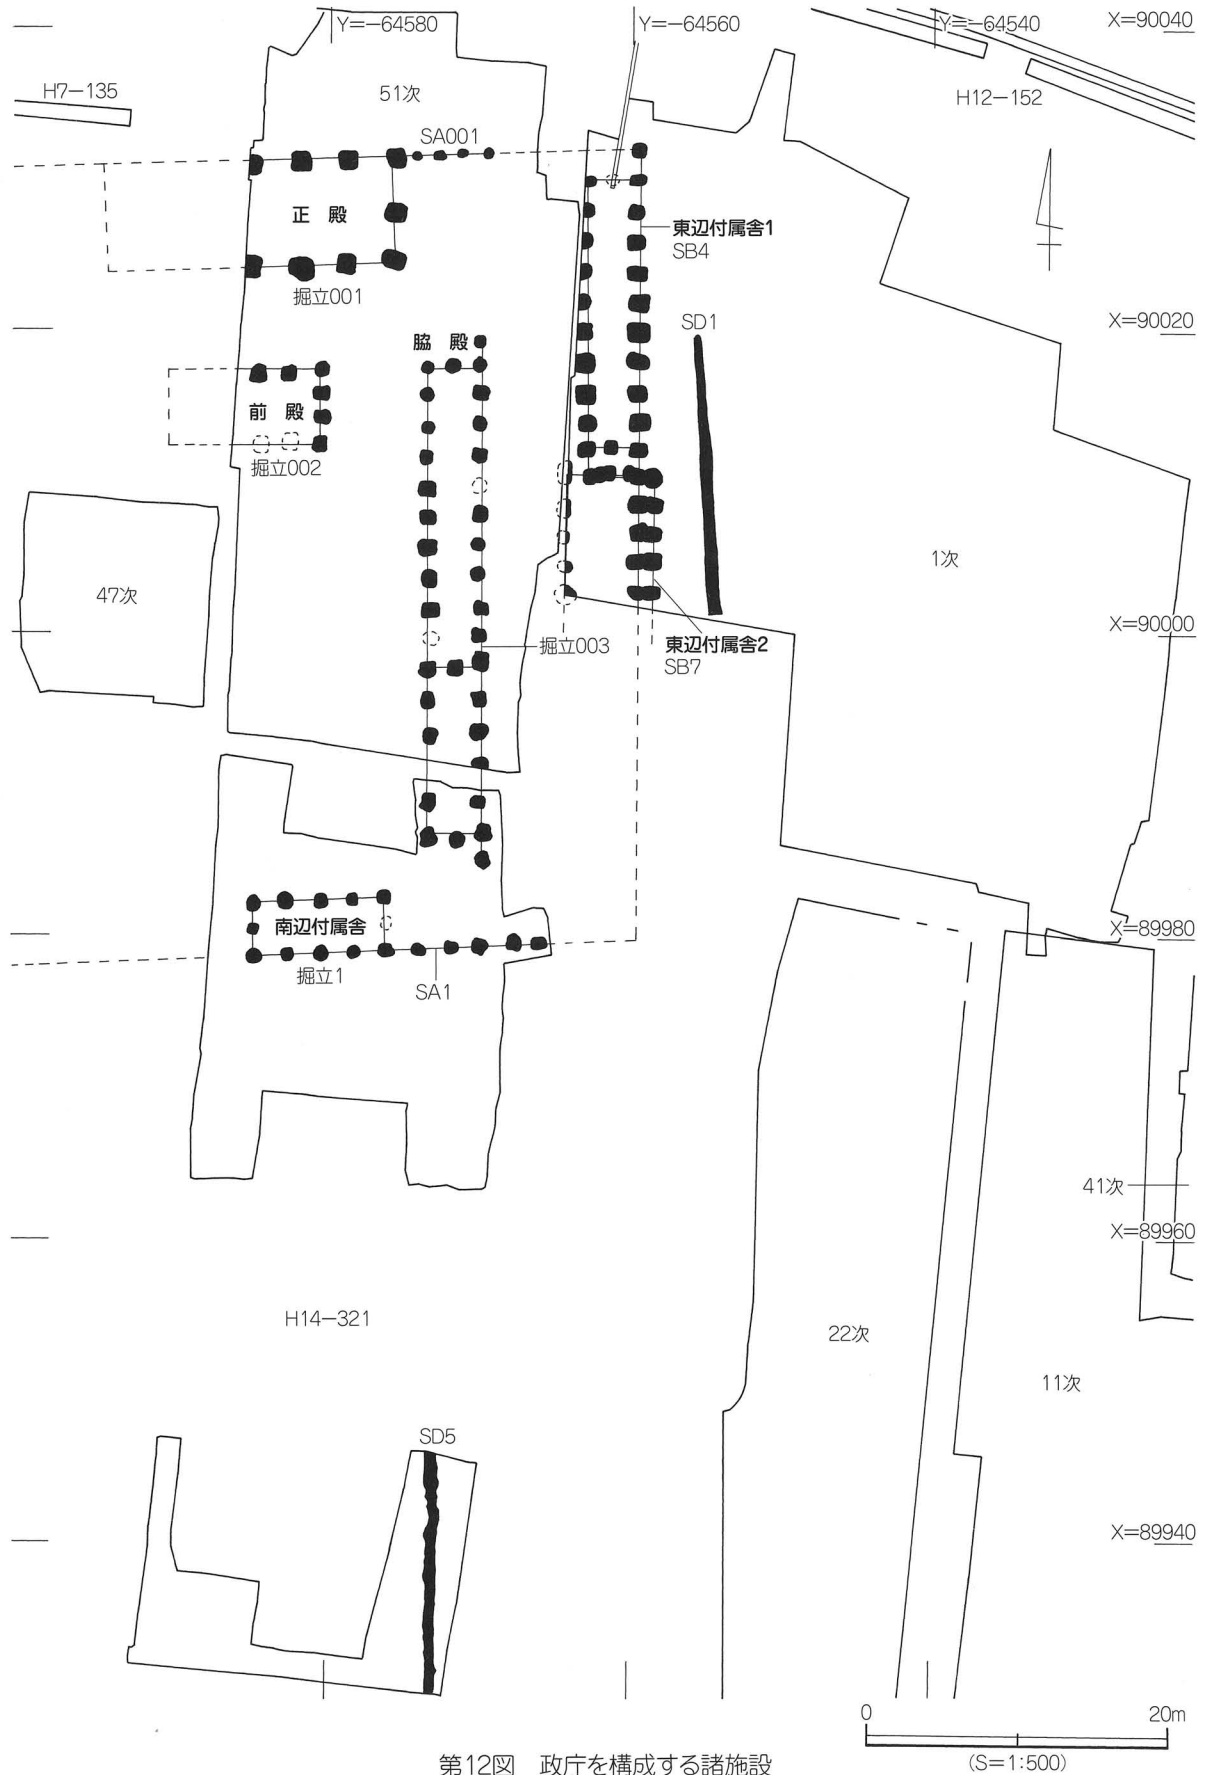 Y=−64580
Y=−64560
Y=−64540
X=90040
H7−135
51次
H12−152
SA001
正　殿
東辺付属舎1
SB4
掘立001
SD1
X=90020
脇　殿
前　殿
掘立002
1次
47次
X=90000
掘立003
東辺付属舎2
SB7
南辺付属舎
X=89980
掘立1
SA1
41次
X=89960
H14−321
22次
11次
SD5
X=89940
0
20m
(S=1:500)
第12図　政庁を構成する諸施設